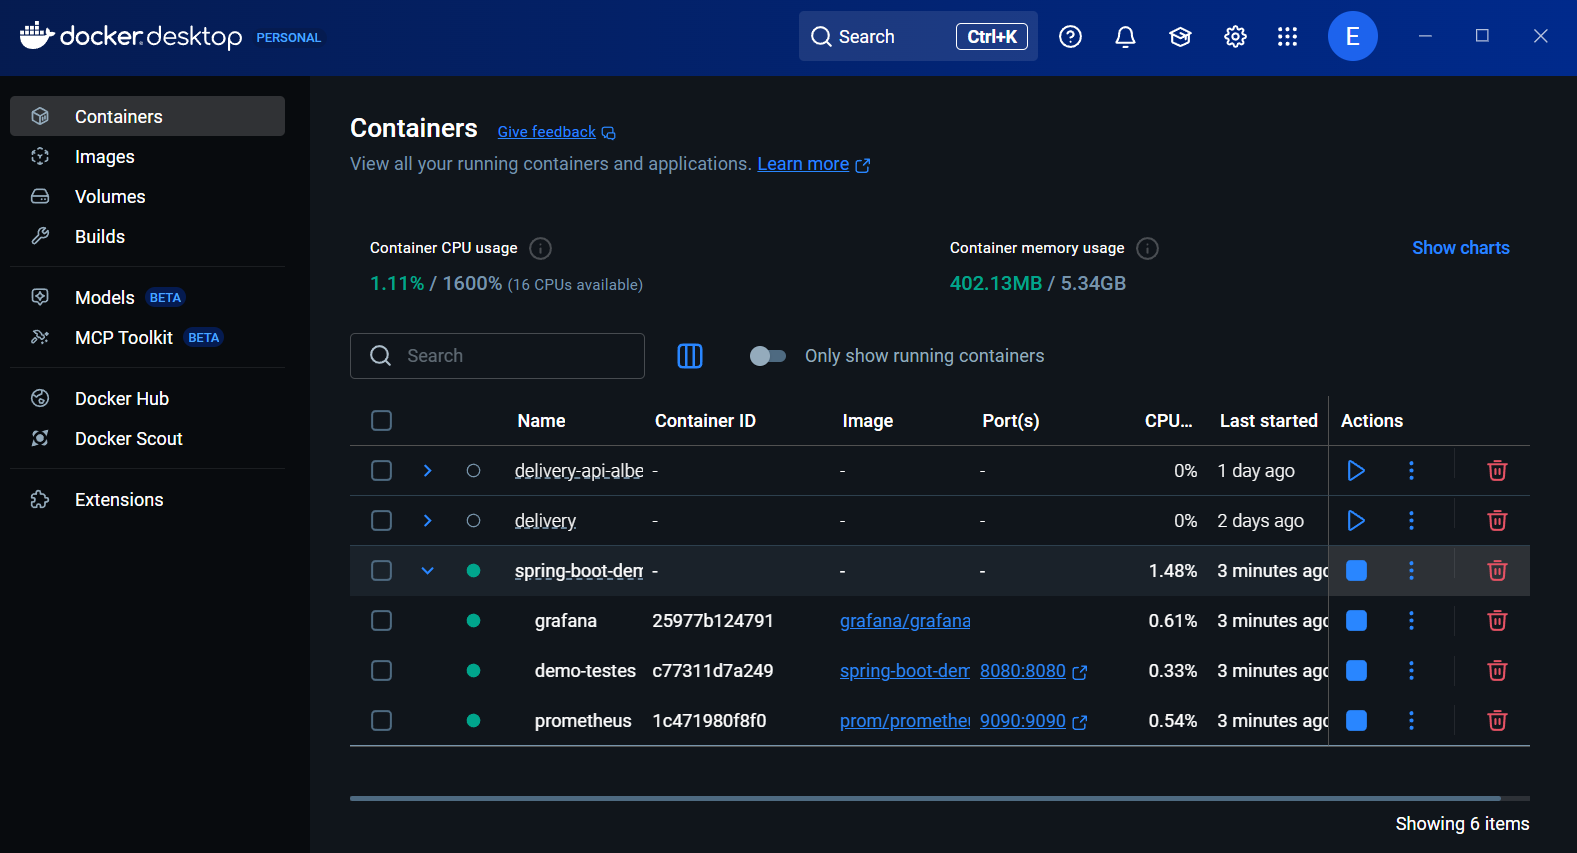 docker desktop PERSONAL
Search Ctrl+K
E
Containers
Images
Volumes
Builds
Models BETA
MCP Toolkit BETA
Docker Hub
Docker Scout
Extensions
Containers Give feedback
View all your running containers and applications. Learn more
Container CPU usage
1.11% / 1600% (16 CPUs available)
Container memory usage
402.13MB / 5.34GB
Show charts
Search
Only show running containers
Name Container ID Image Port(s) CPU... Last started Actions
delivery-api-albe - - - 0% 1 day ago
delivery - - - 0% 2 days ago
spring-boot-dem - - - 1.48% 3 minutes ago
grafana 25977b124791 grafana/grafana 0.61% 3 minutes ago
demo-testes c77311d7a249 spring-boot-dem 8080:8080 0.33% 3 minutes ago
prometheus 1c471980f8f0 prom/promethe 9090:9090 0.54% 3 minutes ago
Showing 6 items